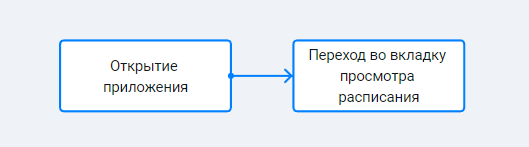 Открытие
приложения
Переход во вкладку
просмотра
расписания